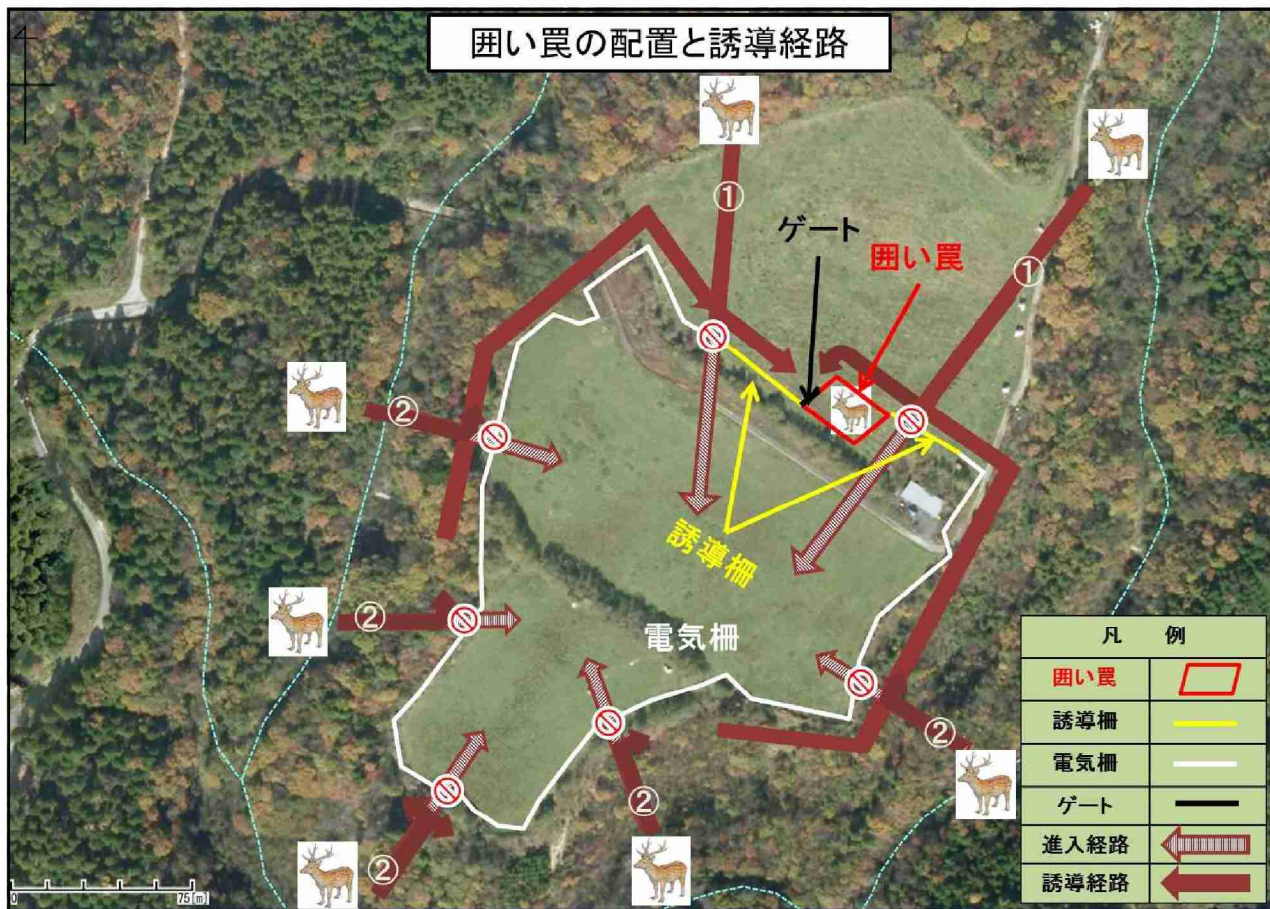 囲い罠の配置と誘導経路
①
①
ゲート
囲い罠
②
誘導柵
②
電気柵
②
②
②
凡 例
囲い罠
誘導柵
電気柵
ゲート
進入経路
誘導経路
0 75[m]